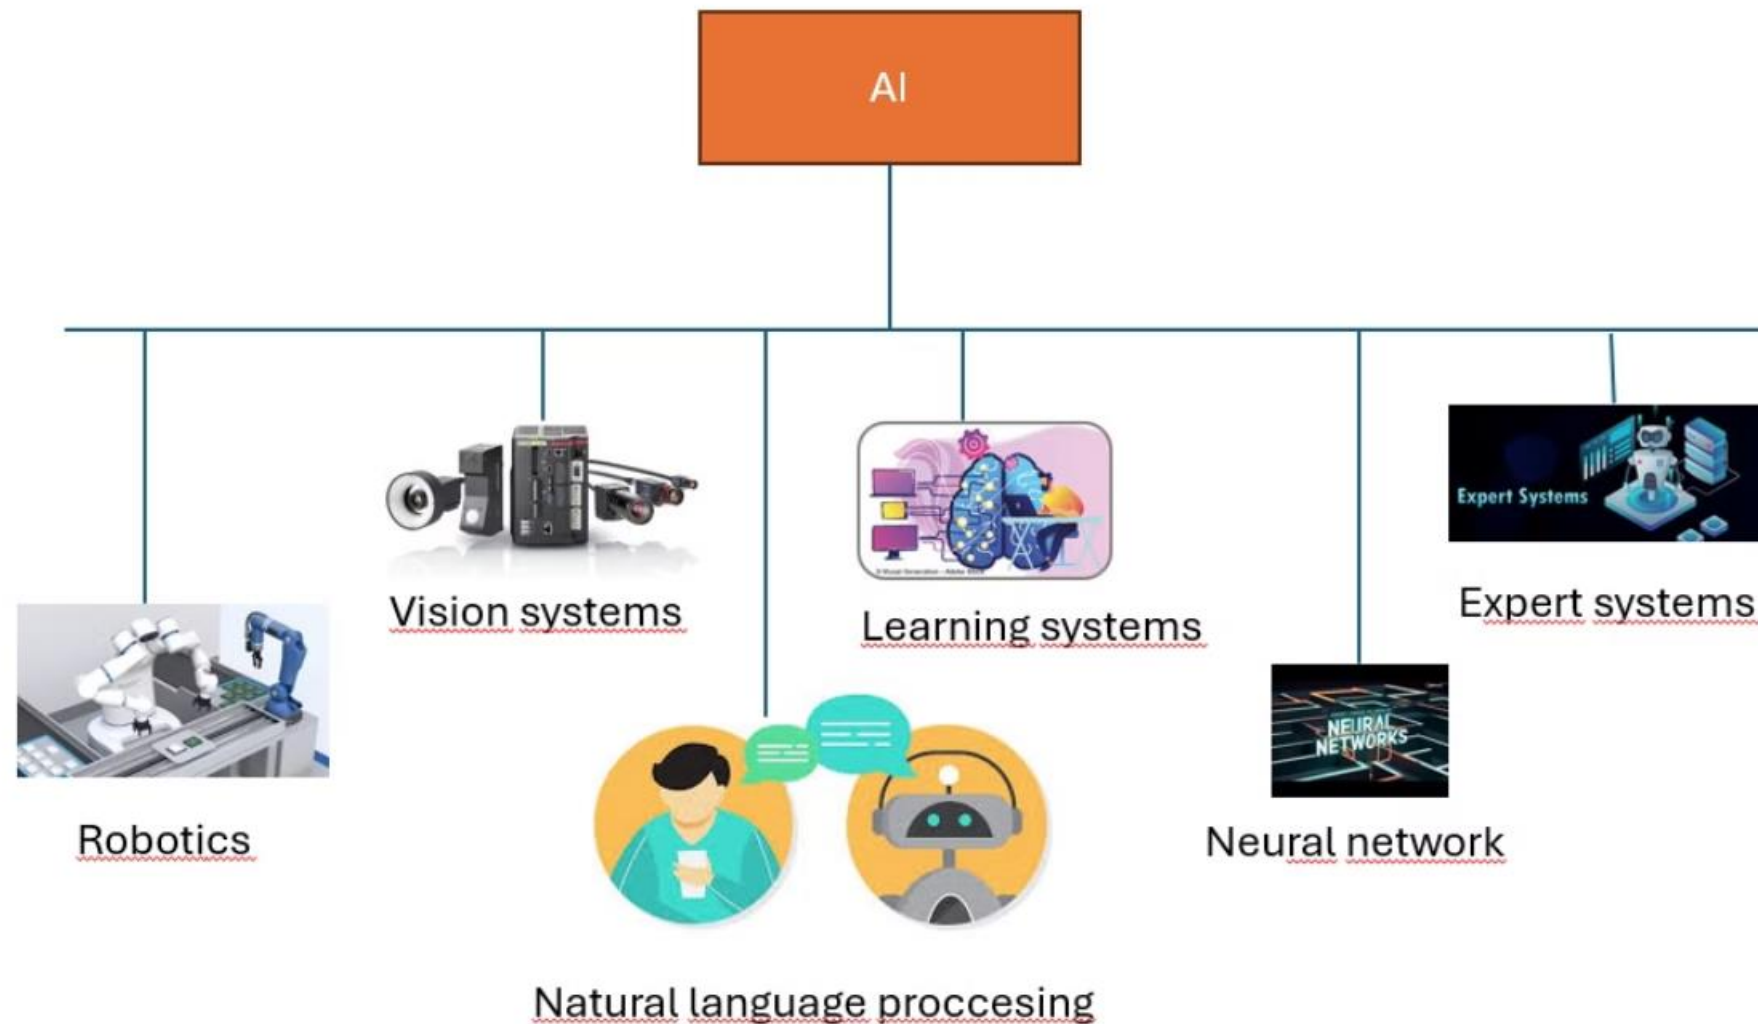 AI
Expert Systems
Vision systems
Learning systems
Expert systems
NEURAL
NETWORKS
Robotics
Neural network
Natural language proccesing